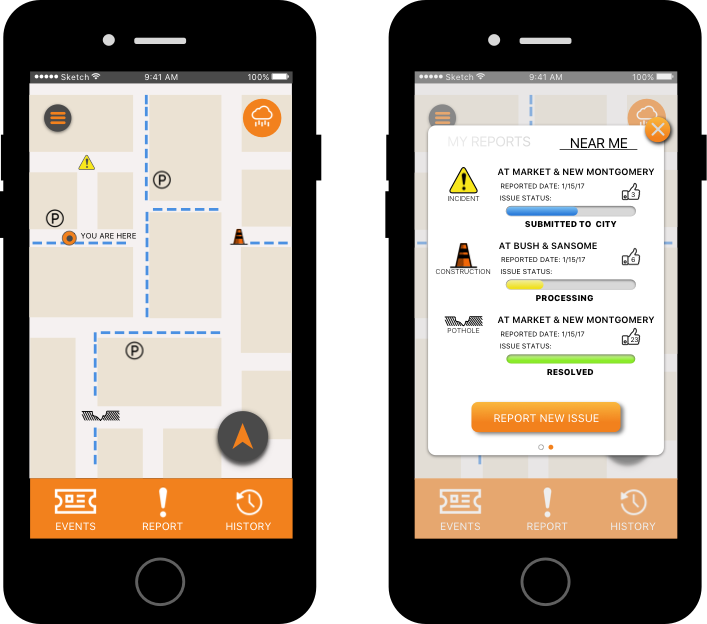 Sketch 9:41 AM 100%
P
P
YOU ARE HERE
P
EVENTS REPORT HISTORY
Sketch 9:41 AM 100%
MY REPORTS NEAR ME
AT MARKET & NEW MONTGOMERY
REPORTED DATE: 1/15/17
INCIDENT ISSUE STATUS: 3
SUBMITTED TO CITY
AT BUSH & SANSOME
REPORTED DATE: 1/15/17 6
CONSTRUCTION ISSUE STATUS:
PROCESSING
AT MARKET & NEW MONTGOMERY
POTHOLE REPORTED DATE: 1/15/17 23
ISSUE STATUS:
RESOLVED
REPORT NEW ISSUE
EVENTS REPORT HISTORY